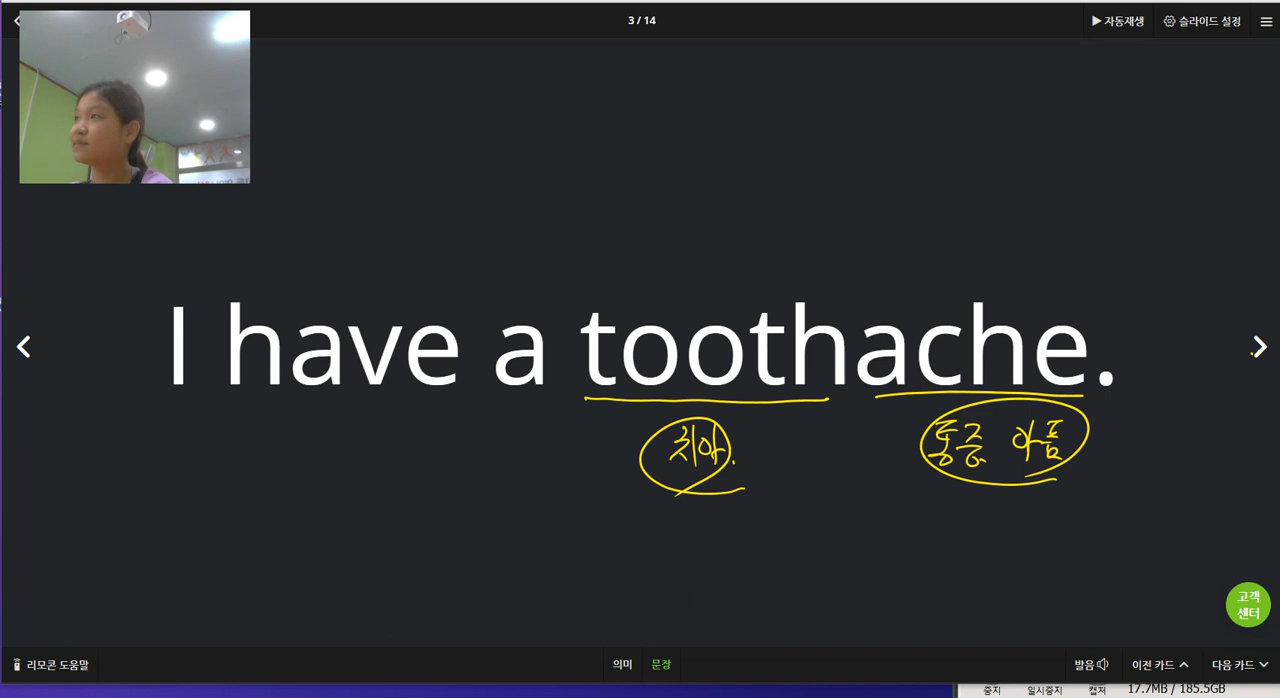 3 / 14
▶ 자동재생
슬라이드 설정
I have a toothache.
치아.
통증 아픔
고객
센터
리모콘 도움말
의미
문장
발음
이전 카드
다음 카드
중지
일시중지
캡처
17.7MB / 185.5GB